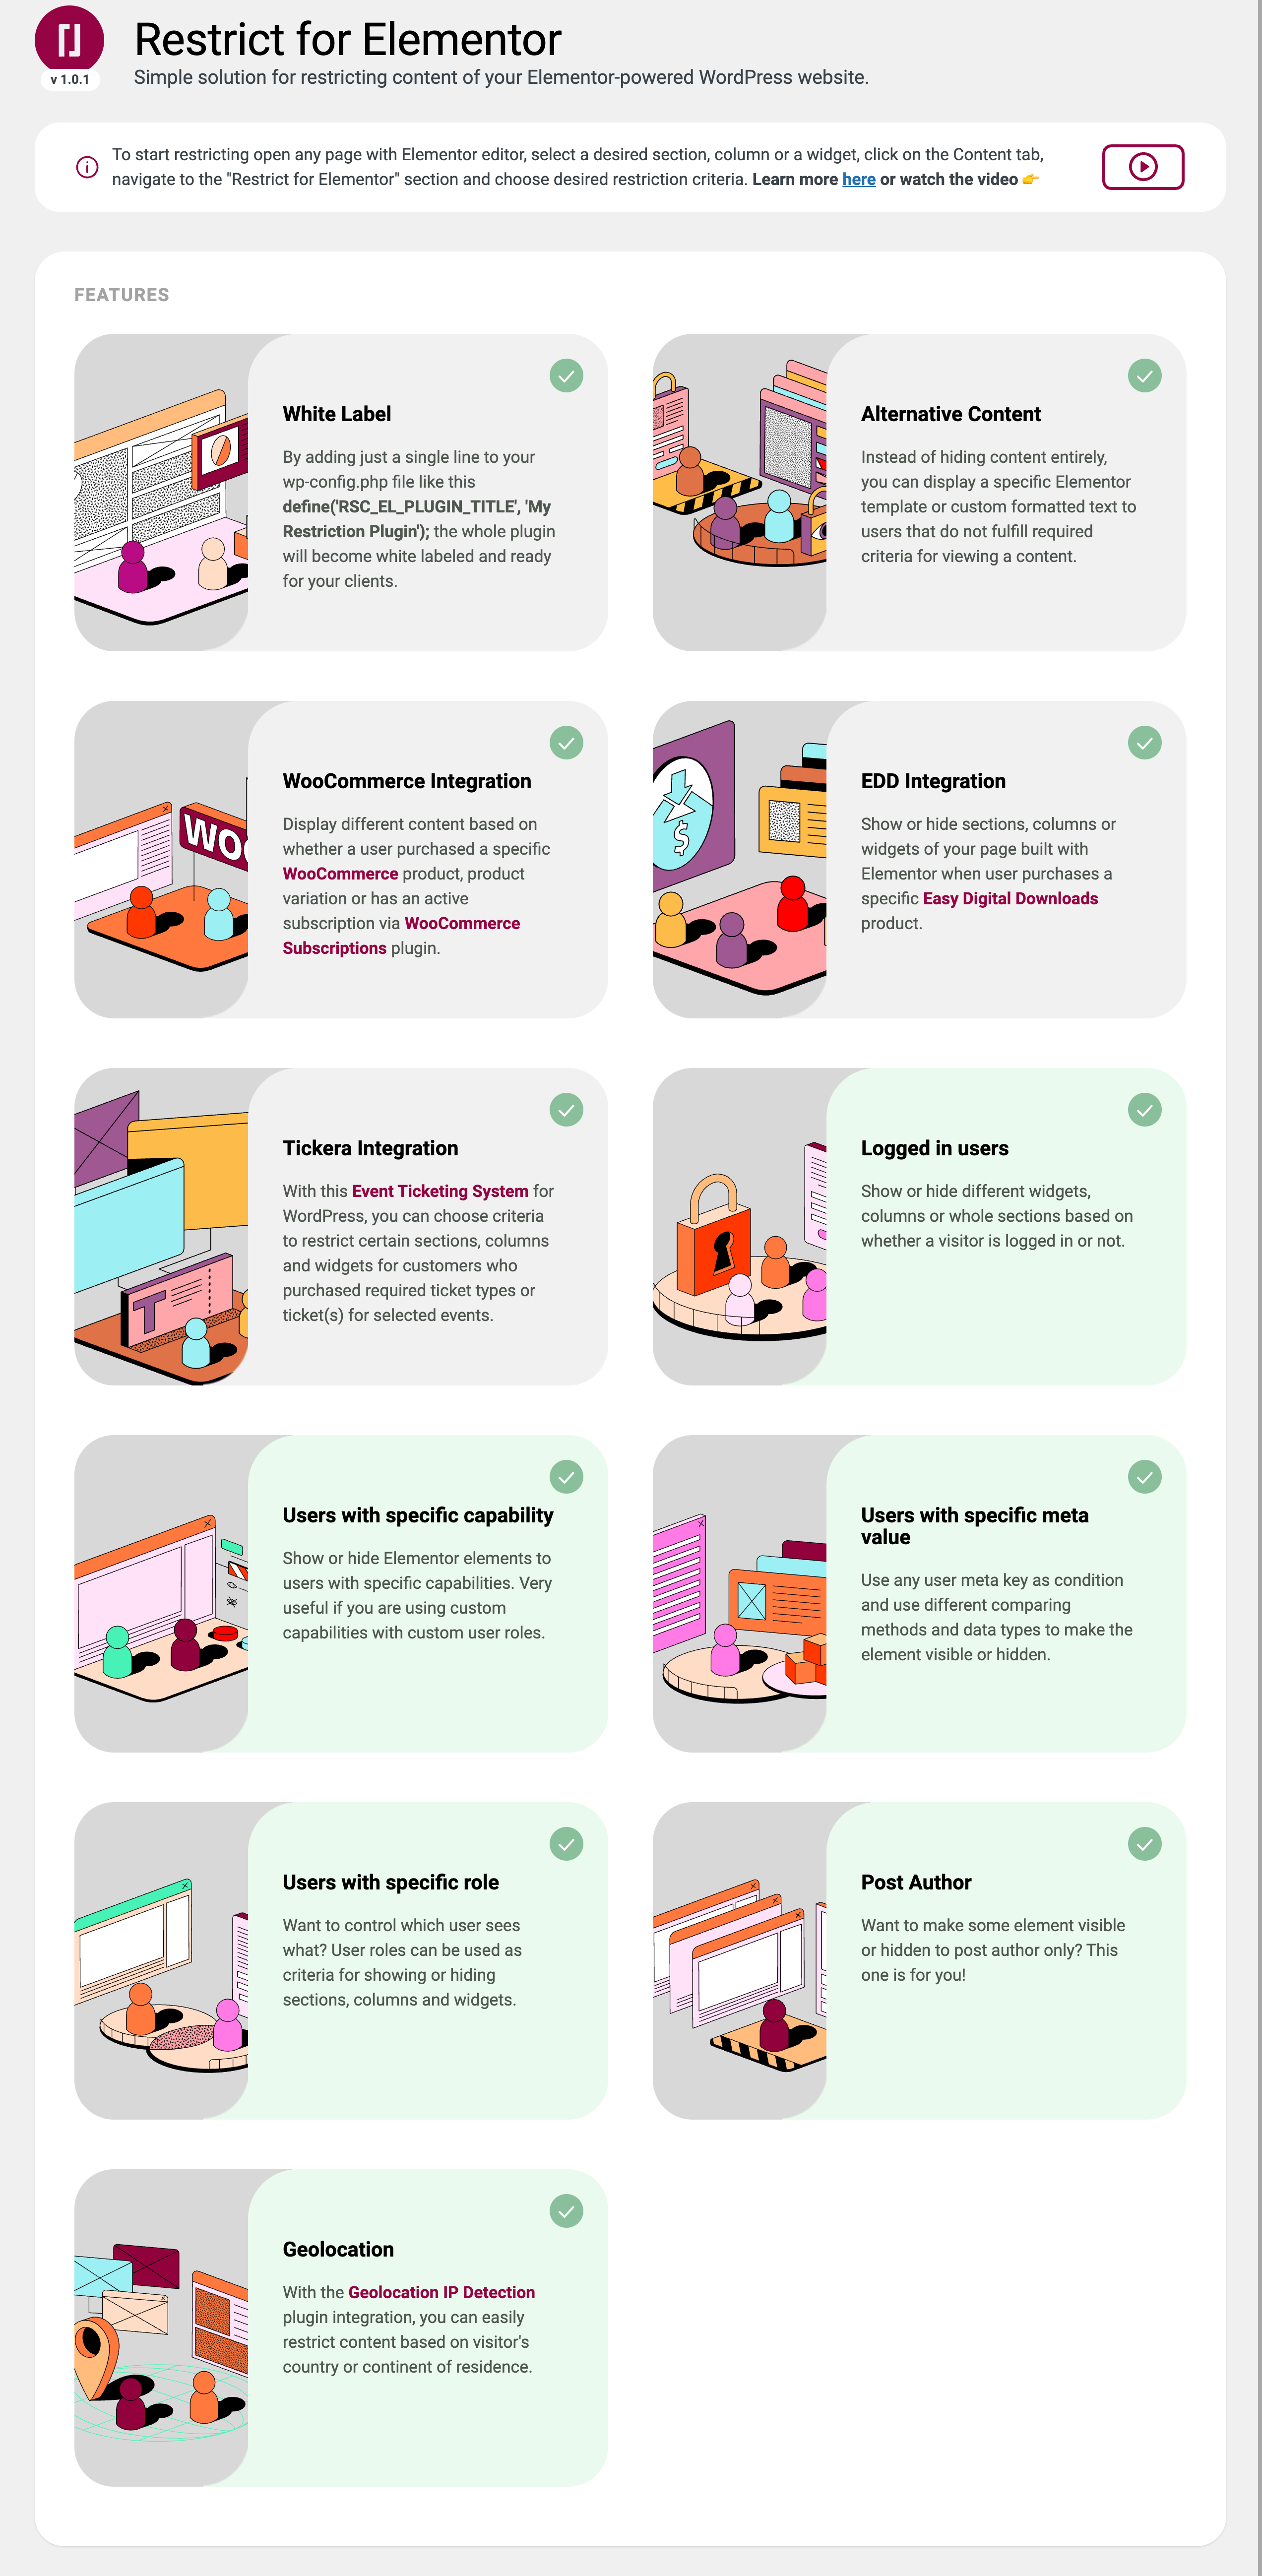 Restrict for Elementor
v 1.0.1
Simple solution for restricting content of your Elementor-powered WordPress website.
To start restricting open any page with Elementor editor, select a desired section, column or a widget, click on the Content tab,
navigate to the "Restrict for Elementor" section and choose desired restriction criteria. Learn more here or watch the video 👉
FEATURES
White Label
By adding just a single line to your
wp-config.php file like this
define('RSC_EL_PLUGIN_TITLE', 'My
Restriction Plugin'); the whole plugin
will become white labeled and ready
for your clients.
Alternative Content
Instead of hiding content entirely,
you can display a specific Elementor
template or custom formatted text to
users that do not fulfill required
criteria for viewing a content.
WOO
WooCommerce Integration
Display different content based on
whether a user purchased a specific
WooCommerce product, product
variation or has an active
subscription via WooCommerce
Subscriptions plugin.
$
EDD Integration
Show or hide sections, columns or
widgets of your page built with
Elementor when user purchases a
specific Easy Digital Downloads
product.
T
Tickera Integration
With this Event Ticketing System for
WordPress, you can choose criteria
to restrict certain sections, columns
and widgets for customers who
purchased required ticket types or
ticket(s) for selected events.
Logged in users
Show or hide different widgets,
columns or whole sections based on
whether a visitor is logged in or not.
Users with specific capability
Show or hide Elementor elements to
users with specific capabilities. Very
useful if you are using custom
capabilities with custom user roles.
Users with specific meta
value
Use any user meta key as condition
and use different comparing
methods and data types to make the
element visible or hidden.
Users with specific role
Want to control which user sees
what? User roles can be used as
criteria for showing or hiding
sections, columns and widgets.
Post Author
Want to make some element visible
or hidden to post author only? This
one is for you!
Geolocation
With the Geolocation IP Detection
plugin integration, you can easily
restrict content based on visitor's
country or continent of residence.